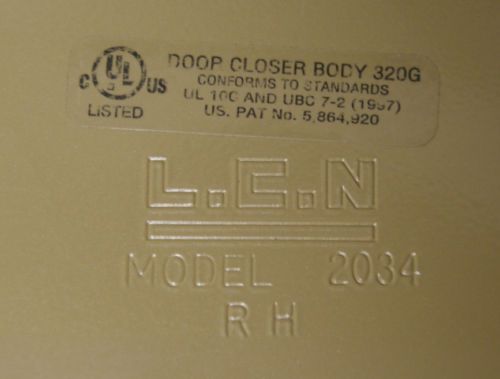 C UL US
LISTED
DOOR CLOSER BODY 320G
CONFORMS TO STANDARDS
UL 10C AND UBC 7-2 (1997)
US. PAT No. 5,864,920
L.C.N
MODEL 2034
RH